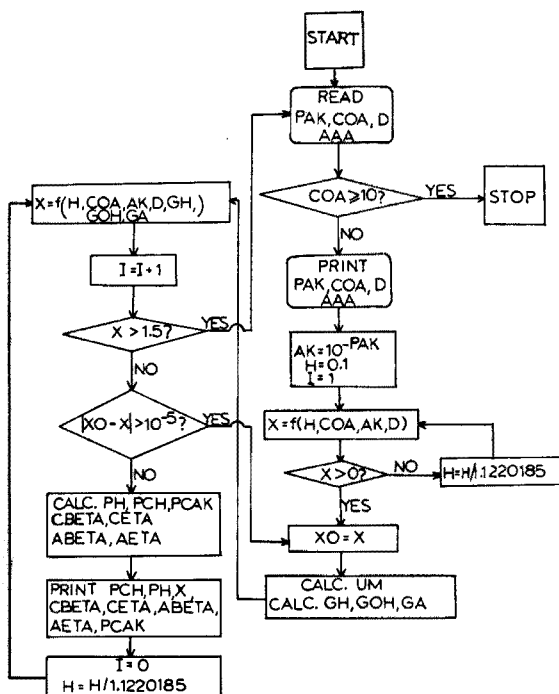 START
READ
PAK,COA, D
AAA
COA ⩾ 10?
YES
STOP
NO
PRINT
PAK,COA, D
AAA
AK=10^-PAK
H=0.1
I=1
X=f(H,COA,AK,D)
X>0?
NO
H=H/1.1220185
YES
XO=X
CALC. UM
CALC. GH, GOH, GA
X=f(H,COA,AK,D,GH,)
GOH,GA
I=I+1
X > 1.5?
YES
NO
|XO-X|>10^-5?
YES
NO
CALC. PH, PCH, PCAK
CBETA,CETA
ABETA, AETA
PRINT PCH,PH,X,
CBETA,CETA,ABETA,
AETA, PCAK
I=0
H=H/1.1220185